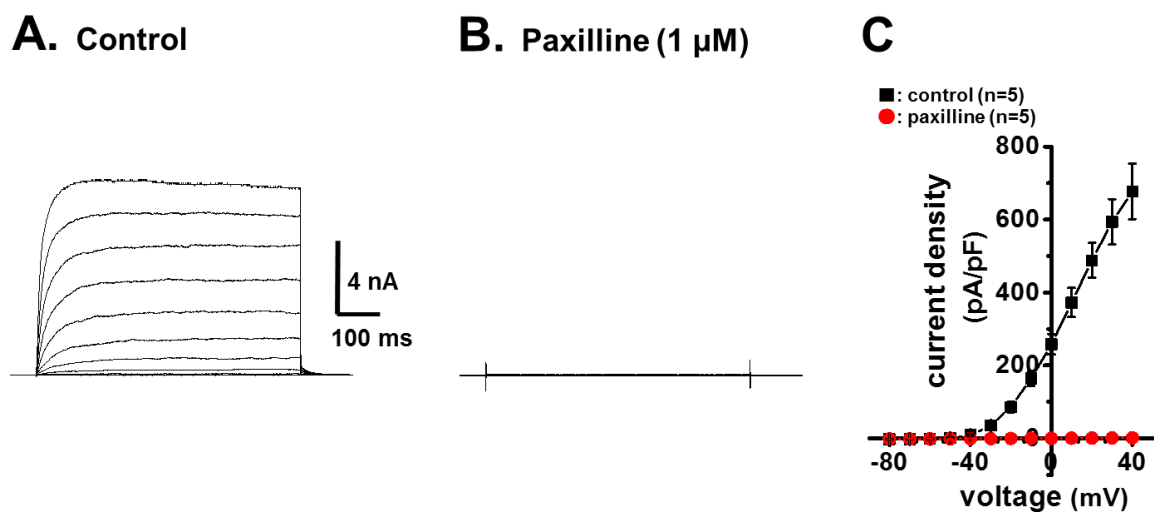 A. Control
B. Paxilline (1 µM)
C
■: control (n=5)
●: paxilline (n=5)
4 nA
100 ms
800
600
400
200
0
-80
-40
0
40
current density
(pA/pF)
voltage (mV)